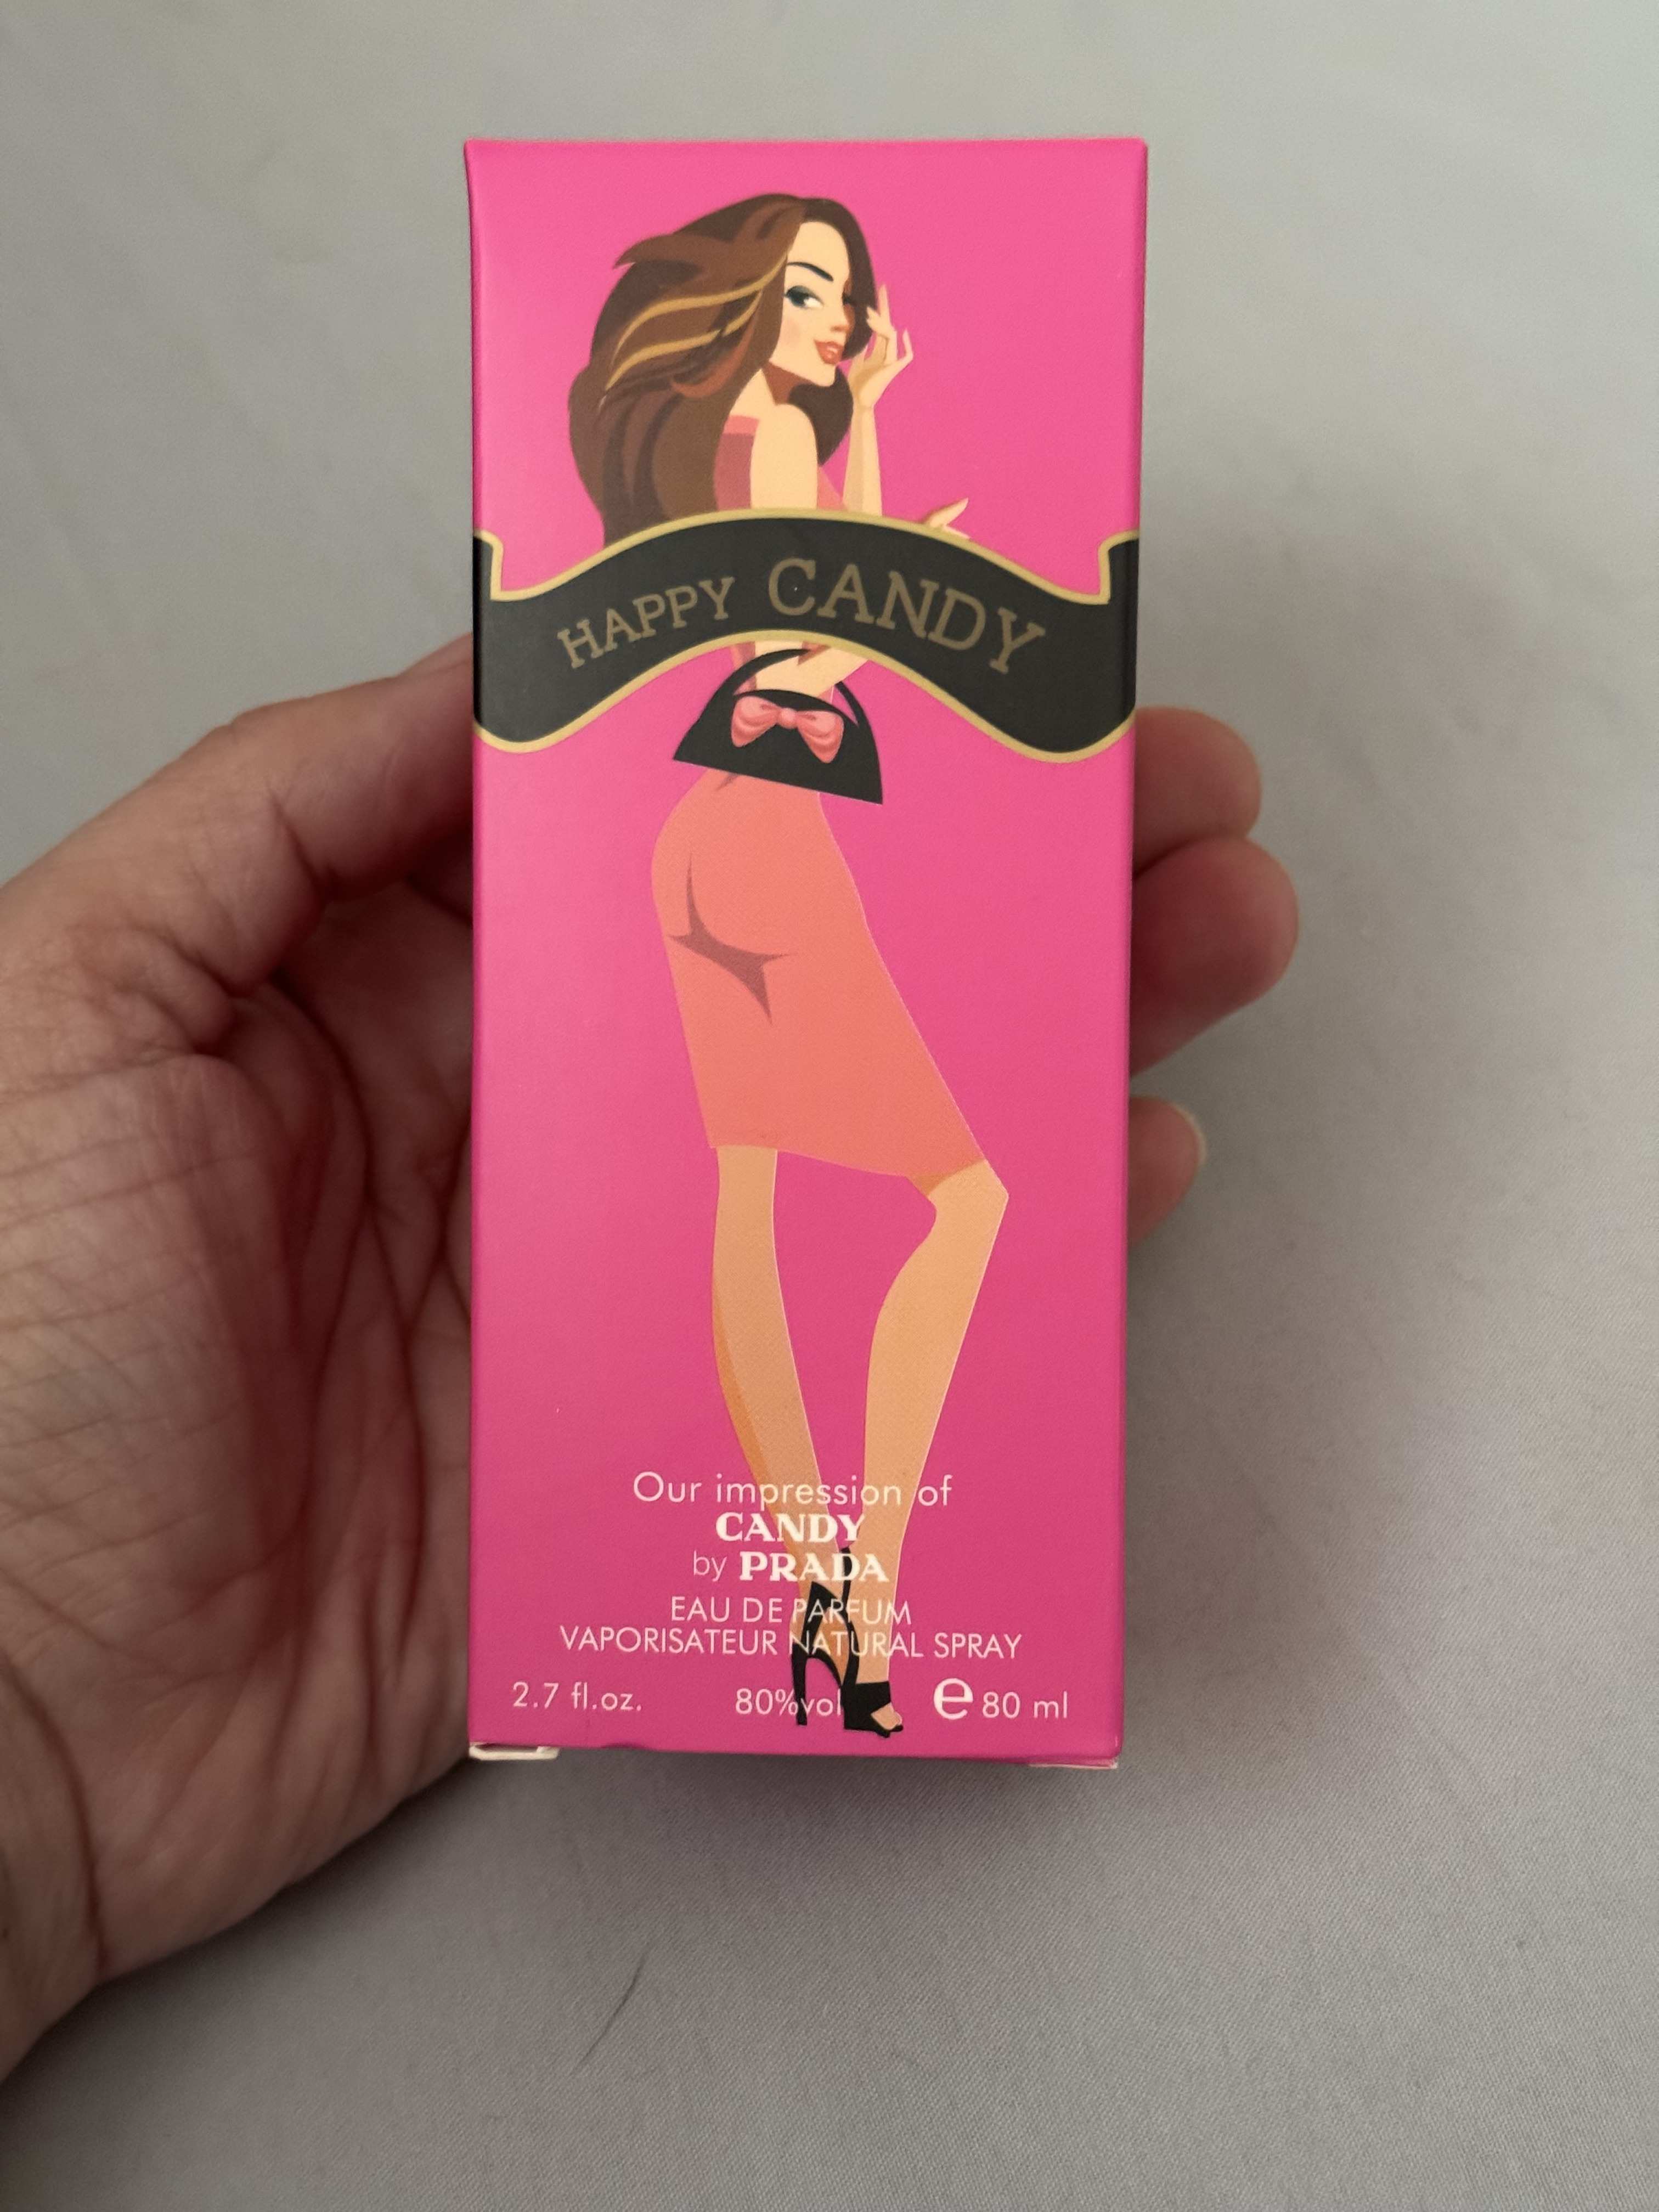 HAPPY CANDY
Our impression of
CANDY
by PRADA
EAU DE PARFUM
VAPORISATEUR NATURAL SPRAY
2.7 fl.oz. 80%vol ℮ 80 ml